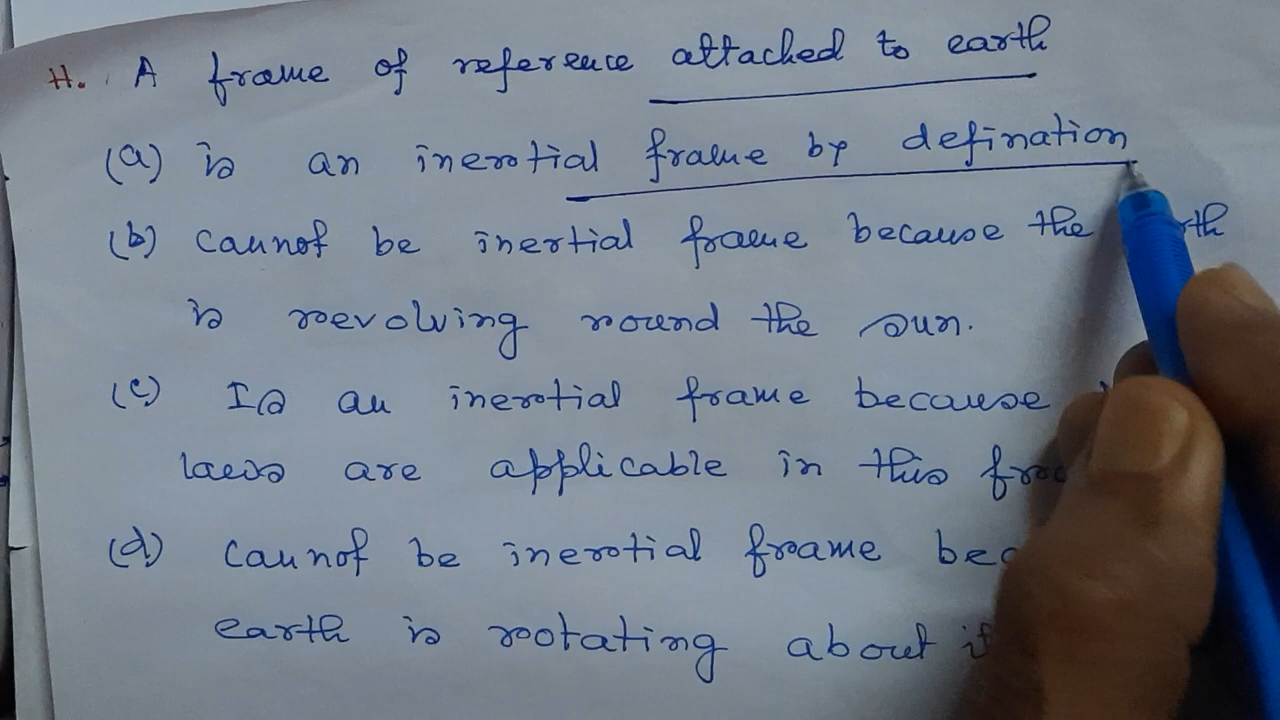 H. A frame of reference attached to earth
(a) is an inertial frame by defination
(b) cannot be inertial frame because the
is revolving round the sun.
(c) Is an inertial frame because
laws are applicable in this
(d) cannot be inertial frame
earth is rotating about